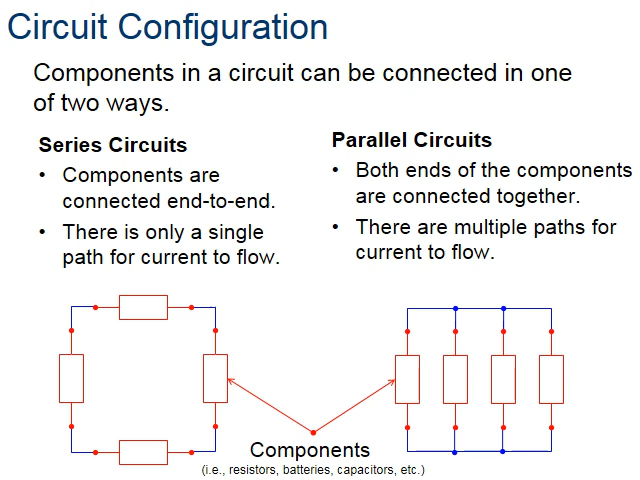 Circuit Configuration
Components in a circuit can be connected in one
of two ways.
Series Circuits
• Components are
connected end-to-end.
• There is only a single
path for current to flow.
Parallel Circuits
• Both ends of the components
are connected together.
• There are multiple paths for
current to flow.
Components
(i.e., resistors, batteries, capacitors, etc.)